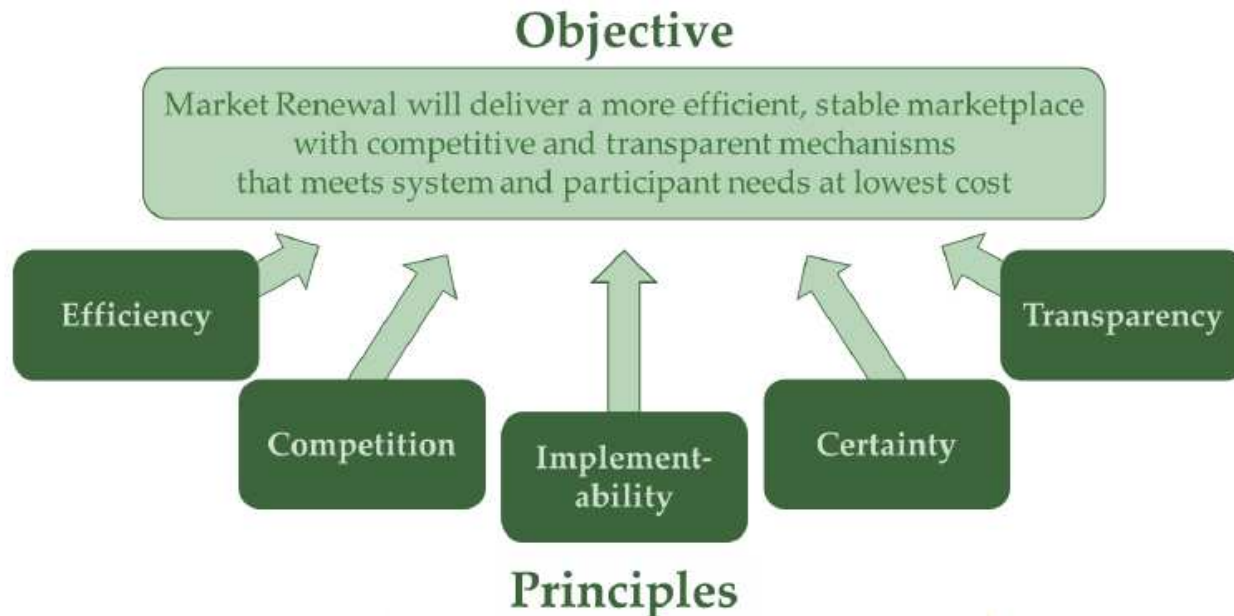 Objective
Market Renewal will deliver a more efficient, stable marketplace
with competitive and transparent mechanisms
that meets system and participant needs at lowest cost
Efficiency
Transparency
Competition
Certainty
Implement-
ability
Principles